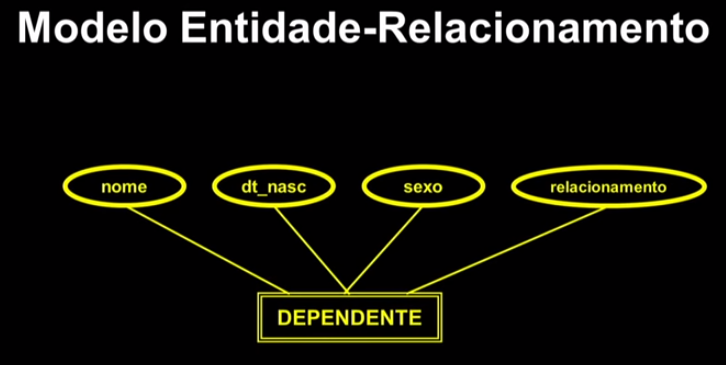 Modelo Entidade-Relacionamento
nome dt_nasc sexo relacionamento
DEPENDENTE